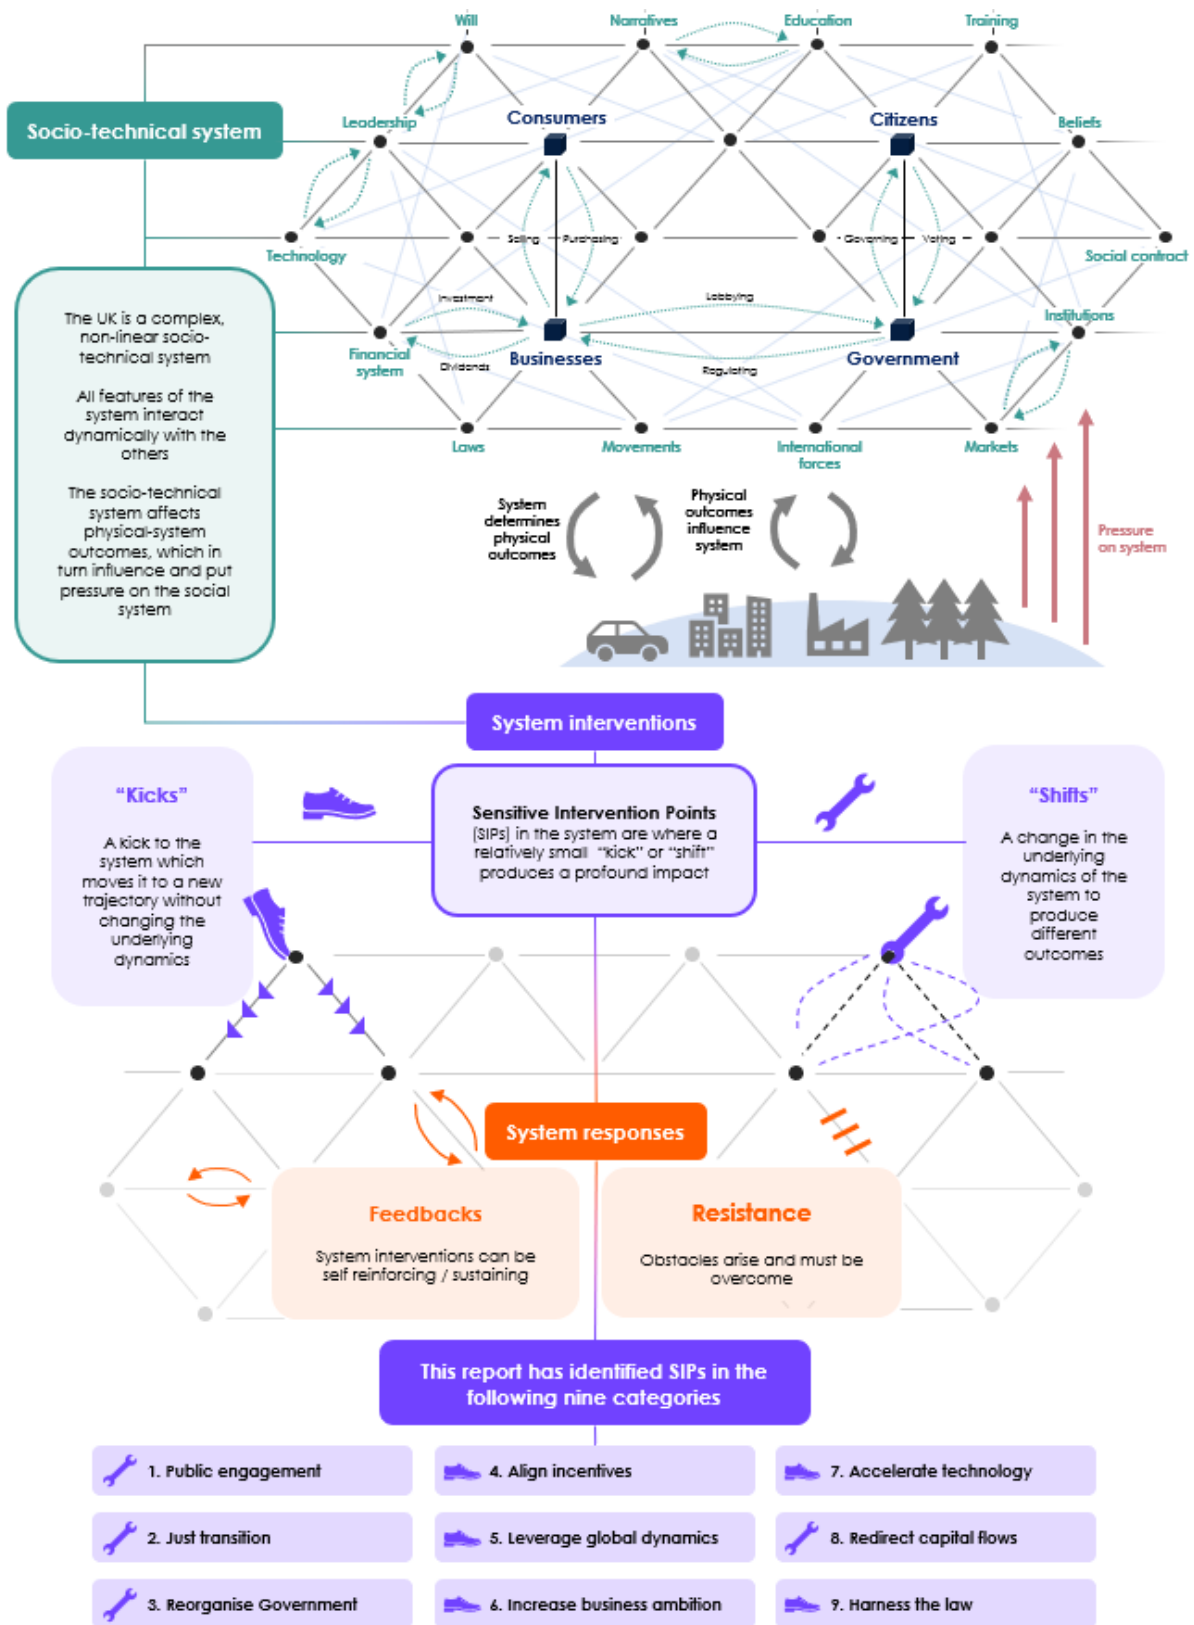 Will
Narratives
Education
Training
Socio-technical system
Leadership
Consumers
Citizens
Beliefs
Technology
Selling
Purchasing
Governing
Voting
Social contract
The UK is a complex,
non-linear socio-
technical system
All features of the
system interact
dynamically with the
others
The socio-technical
system affects
physical-system
outcomes, which in
turn influence and put
pressure on the social
system
Investment
Lobbying
Institutions
Financial
system
Businesses
Government
Dividends
Regulating
Laws
Movements
International
forces
Markets
System
determines
physical
outcomes
Physical
outcomes
influence
system
Pressure
on system
System interventions
"Kicks"
A kick to the
system which
moves it to a new
trajectory without
changing the
underlying
dynamics
Sensitive Intervention Points
(SIPs) in the system are where a
relatively small "kick" or "shift"
produces a profound impact
"Shifts"
A change in the
underlying
dynamics of the
system to
produce
different
outcomes
System responses
Feedbacks
System interventions can be
self reinforcing / sustaining
Resistance
Obstacles arise and must be
overcome
This report has identified SIPs in the
following nine categories
1. Public engagement
2. Just transition
3. Reorganise Government
4. Align incentives
5. Leverage global dynamics
6. Increase business ambition
7. Accelerate technology
8. Redirect capital flows
9. Harness the law